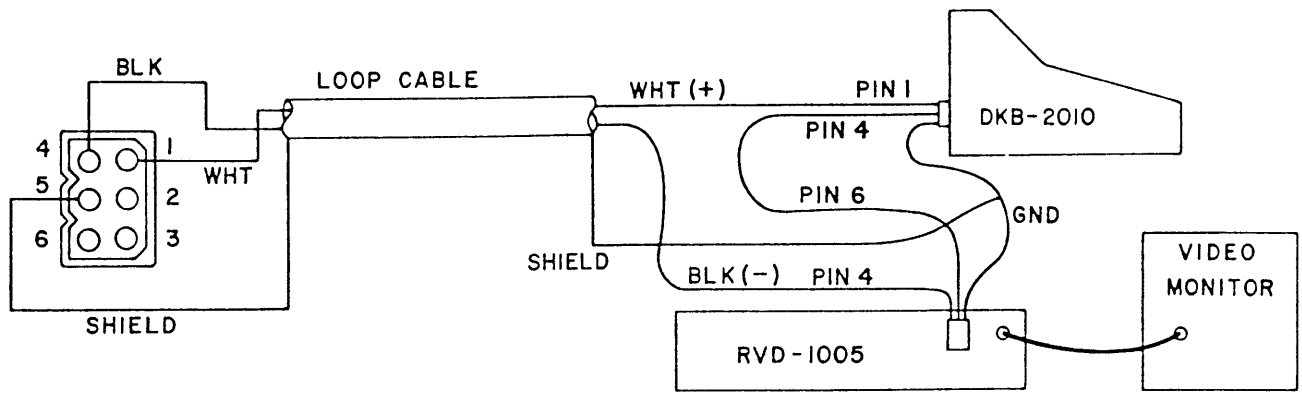 BLK
LOOP CABLE
WHT (+)
PIN 1
DKB-2010
PIN 4
4
1
WHT
5
2
PIN 6
GND
6
3
SHIELD
BLK (-)
PIN 4
VIDEO
MONITOR
SHIELD
RVD-1005